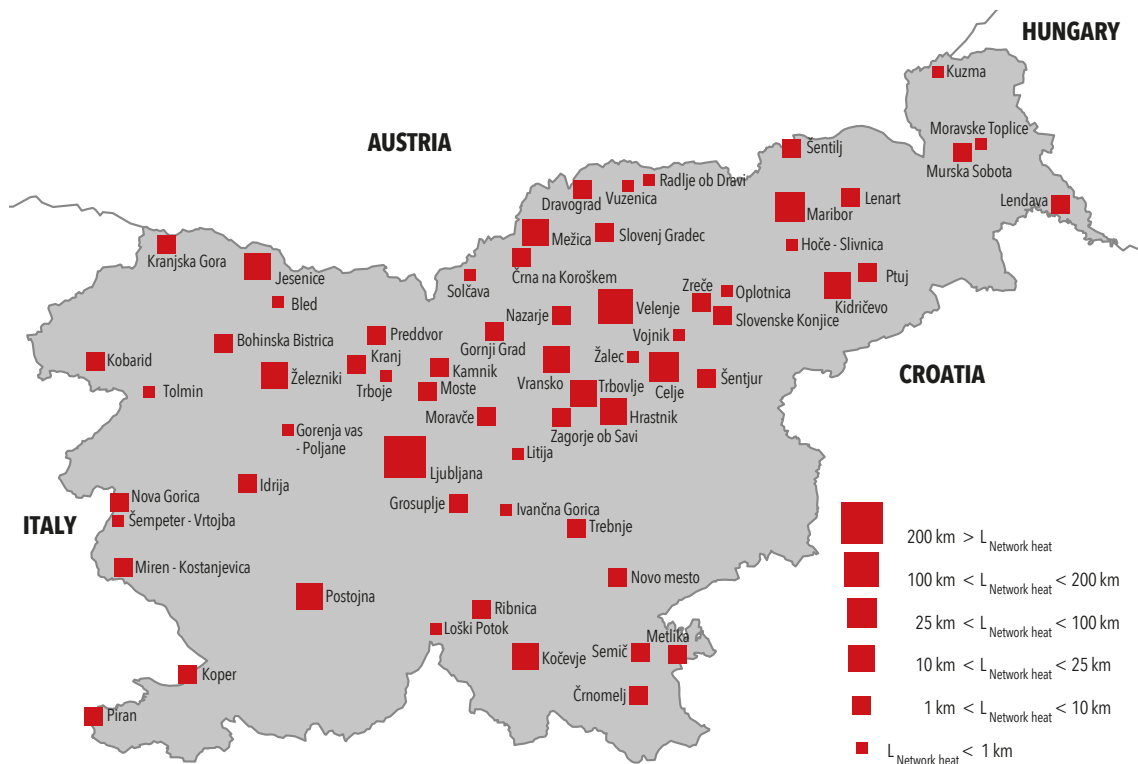 HUNGARY
Kuzma
AUSTRIA
Moravske Toplice
Šentilj
Murska Sobota
Radlje ob Dravi
Vuzenica
Dravograd
Maribor
Lenart
Lendava
Mežica
Slovenj Gradec
Hoče - Slivnica
Kranjska Gora
Jesenice
Črna na Koroškem
Solčava
Ptuj
Zreče
Oplotnica
Kidričevo
Bled
Nazarje
Velenje
Slovenske Konjice
Bohinska Bistrica
Preddvor
Gornji Grad
Vojnik
Kobarid
Kranj
Železniki
Trboje
Kamnik
Moste
Vransko
Žalec
Celje
Šentjur
CROATIA
Tolmin
Trbovlje
Moravče
Hrastnik
Zagorje ob Savi
Gorenja vas
- Poljane
Ljubljana
Litija
Idrija
Nova Gorica
Grosuplje
Ivančna Gorica
ITALY
Šempeter - Vrtojba
Trebnje
Miren - Kostanjevica
Novo mesto
Postojna
Ribnica
Loški Potok
Metlika
Semič
Kočevje
Koper
Črnomelj
Piran
200 km > L Network heat
100 km < L Network heat < 200 km
25 km < L Network heat < 100 km
10 km < L Network heat < 25 km
1 km < L Network heat < 10 km
L Network heat < 1 km